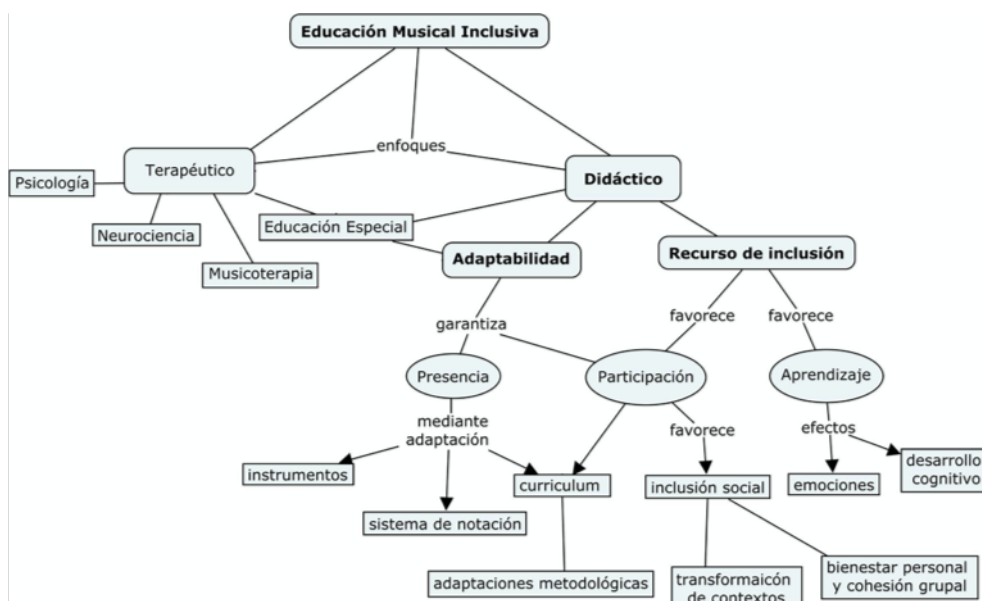 Educación Musical Inclusiva
enfoques
Terapéutico
Didáctico
Psicología
Neurociencia
Educación Especial
Musicoterapia
Adaptabilidad
Recurso de inclusión
garantiza
favorece
favorece
Presencia
Participación
Aprendizaje
mediante
adaptación
favorece
efectos
instrumentos
curriculum
inclusión social
emociones
desarrollo
cognitivo
sistema de notación
adaptaciones metodológicas
transformaicón
de contextos
bienestar personal
y cohesión grupal